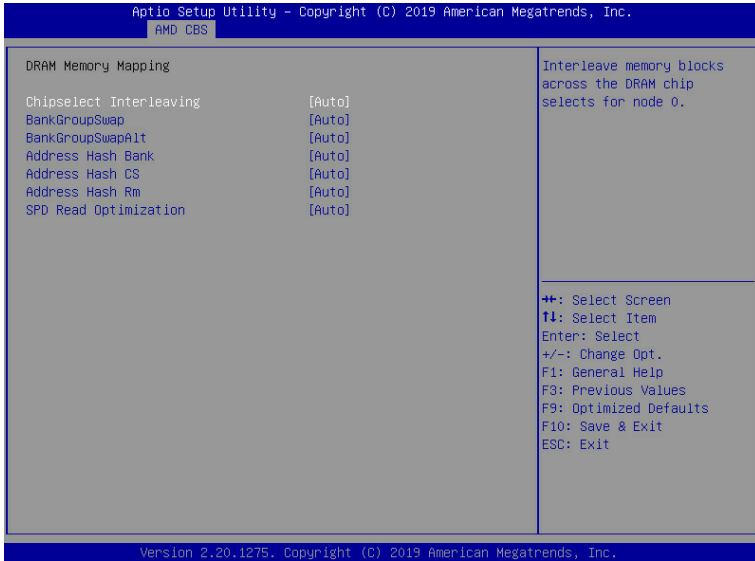 Aptio Setup Utility – Copyright (C) 2019 American Megatrends, Inc.
AMD CBS
DRAM Memory Mapping
Chipselect Interleaving [Auto]
BankGroupSwap [Auto]
BankGroupSwapAlt [Auto]
Address Hash Bank [Auto]
Address Hash CS [Auto]
Address Hash Rm [Auto]
SPD Read Optimization [Auto]
Interleave memory blocks
across the DRAM chip
selects for node 0.
→←: Select Screen
↑↓: Select Item
Enter: Select
+/-: Change Opt.
F1: General Help
F3: Previous Values
F9: Optimized Defaults
F10: Save & Exit
ESC: Exit
Version 2.20.1275. Copyright (C) 2019 American Megatrends, Inc.